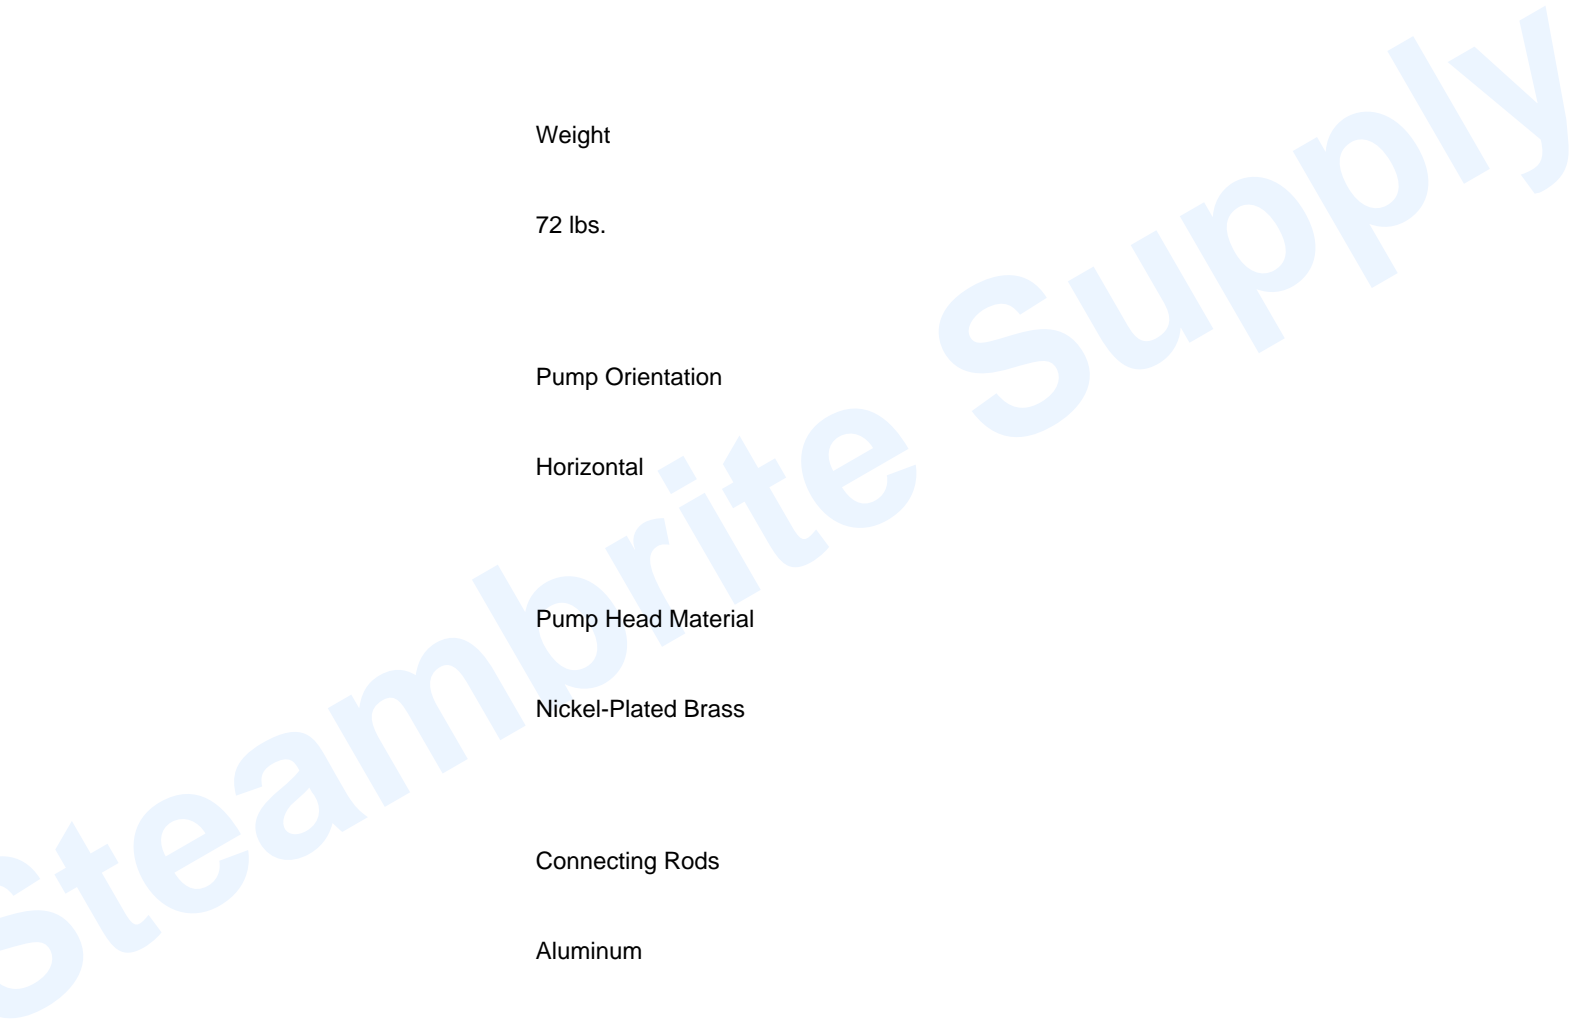 Weight
72 lbs.
Pump Orientation
Horizontal
Pump Head Material
Nickel-Plated Brass
Connecting Rods
Aluminum
Steambrite Supply